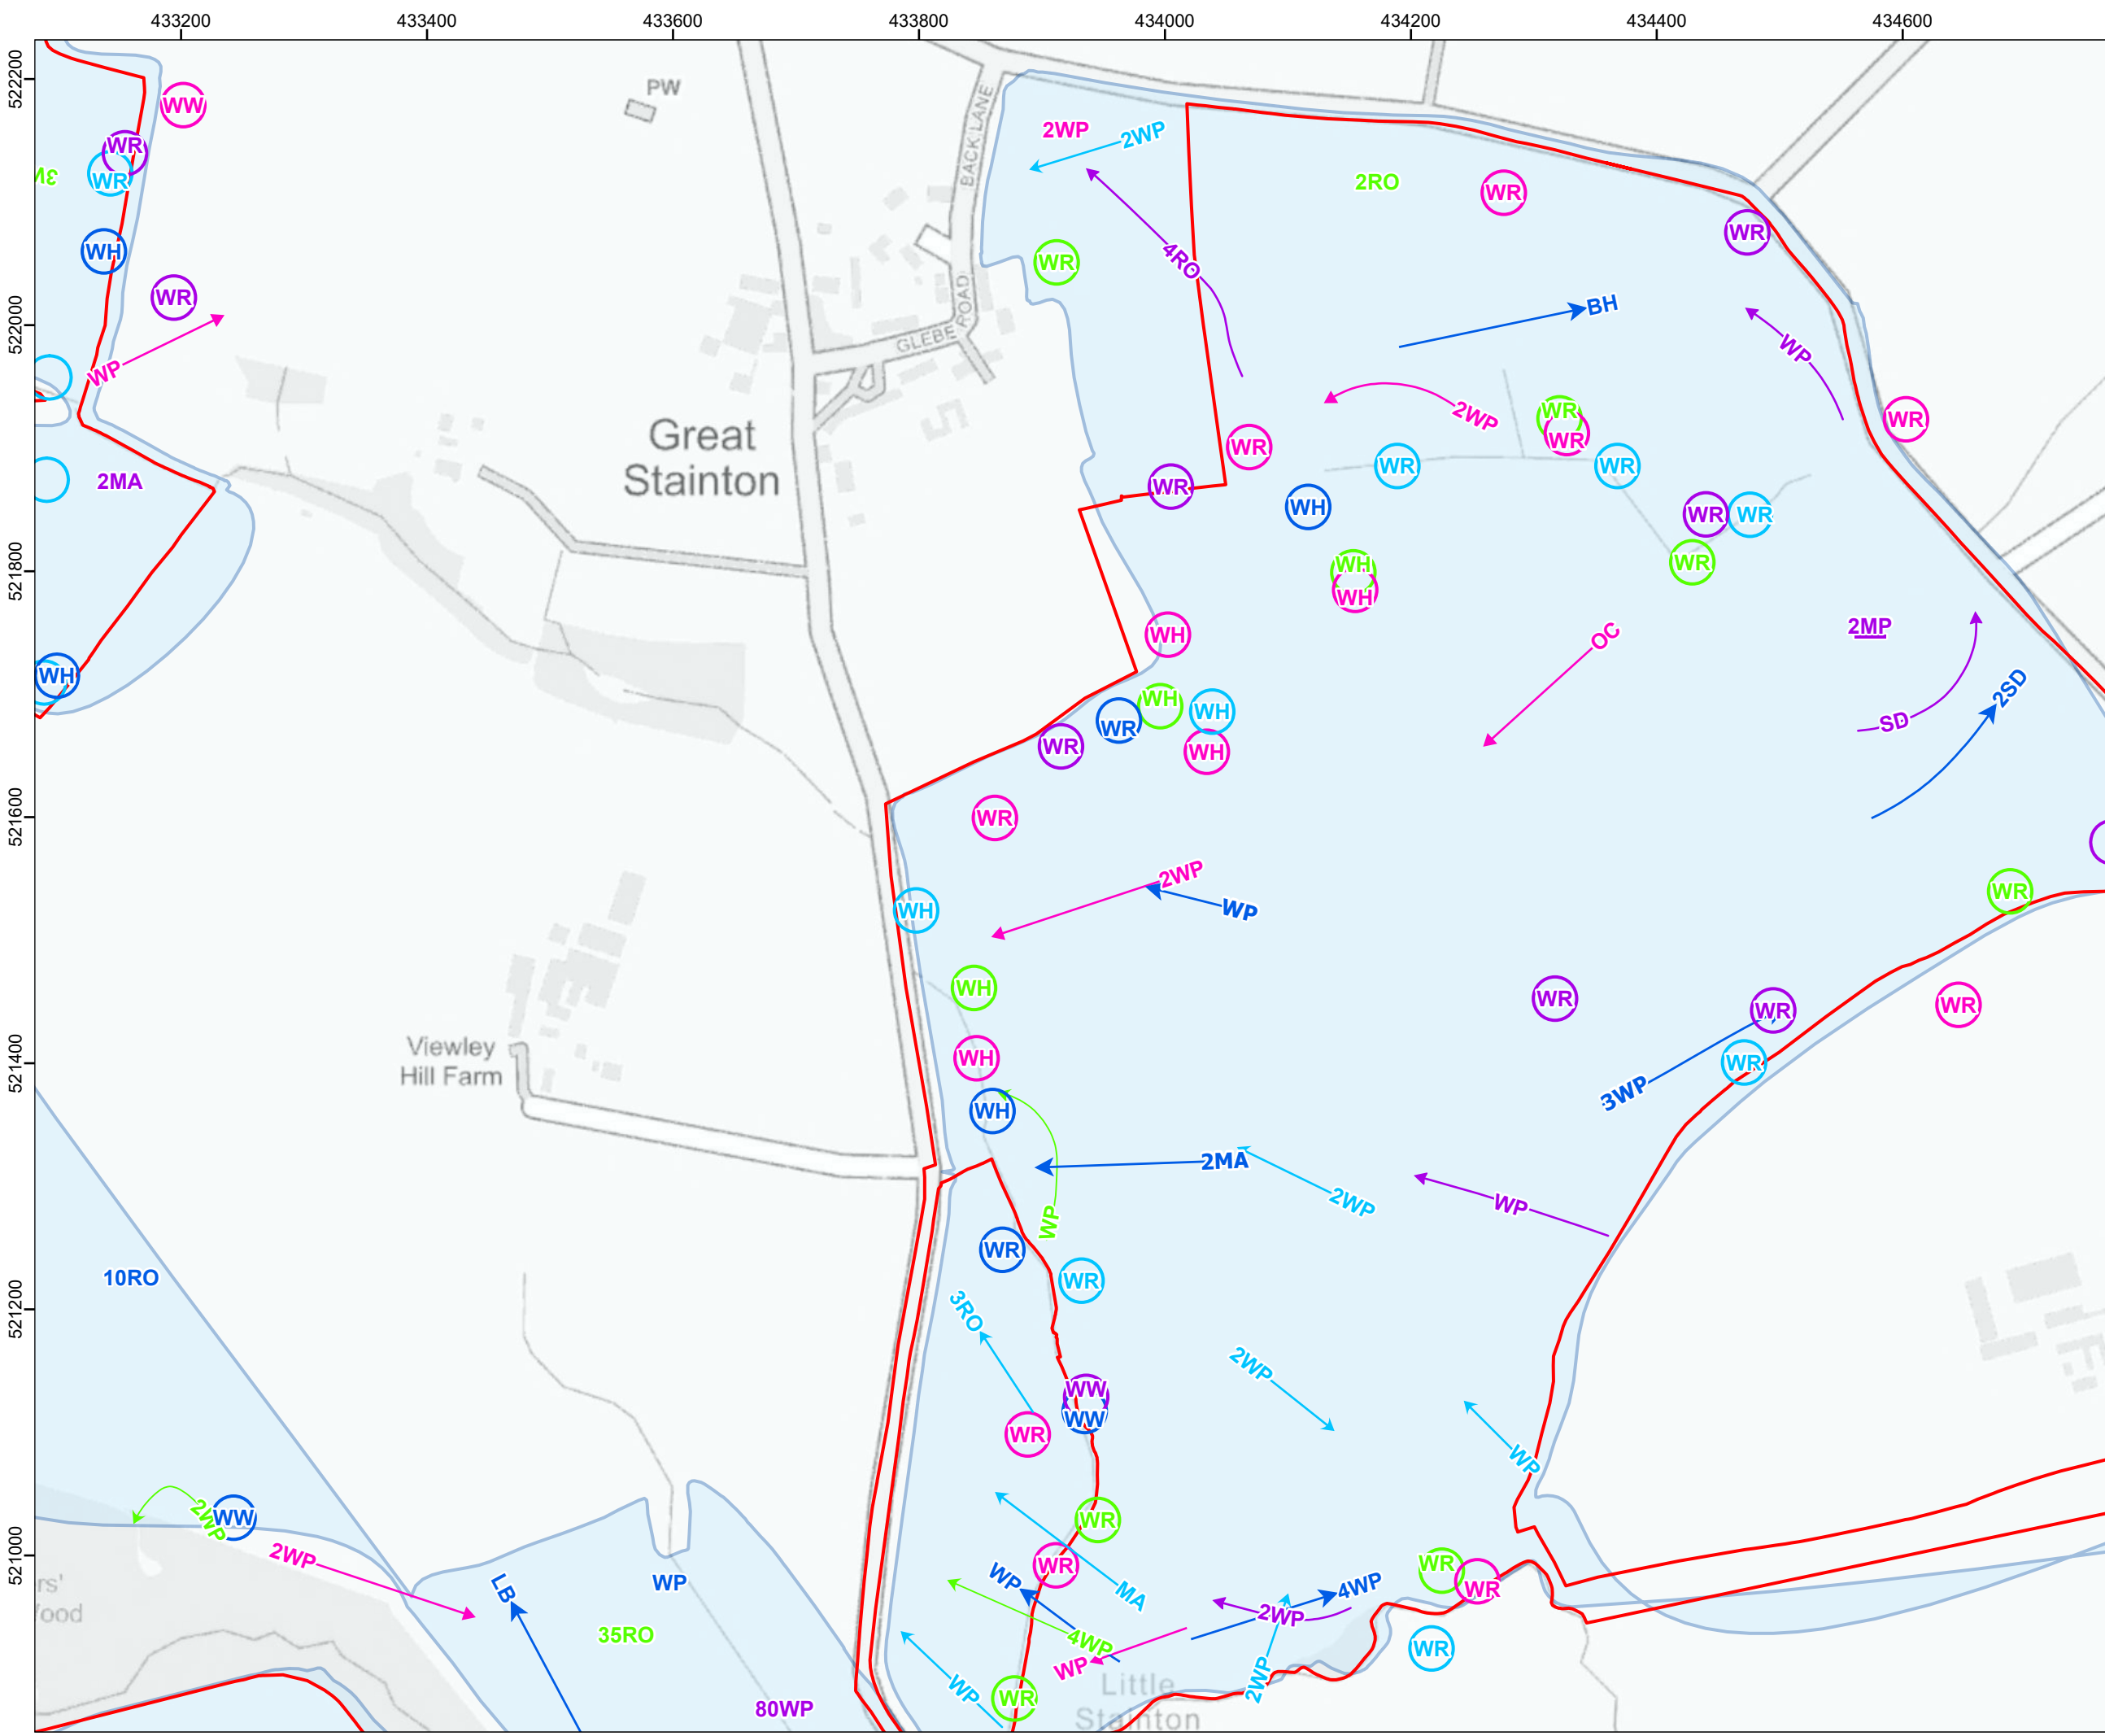 433200 433400 433600 433800 434000 434200 434400 434600
522200
522000
521800
521600
521400
521200
521000
PW
WW
2WP
2WP
BACK LANE
WR
WR
2RO
WR
WR
WH
WR
4RO
WR
WR
BH
GLEBE ROAD
WP
WP
2WP
WR
WR
WR
WR
Great
Stainton
WR
WR
WR
2MA
WR
WH
WR
WR
WH
WH
WR
2MP
WH
OC
WH
2SD
WH
WH
WR
SD
WR
WH
WR
2WP
WR
WH
WP
WH
WR
WR
WR
Viewley
Hill Farm
WH
WR
WH
3WP
2MA
2WP
WP
WP
WR
10RO
WR
3RO
2WP
WW
WW
WR
WP
2WP
WW
WR
2WP
WR
WR
WR
LB
WP
WP
MA
4WP
2WP
35RO
4WP
WR
WP
WP
2WP
WR
80WP
Little
Stainton